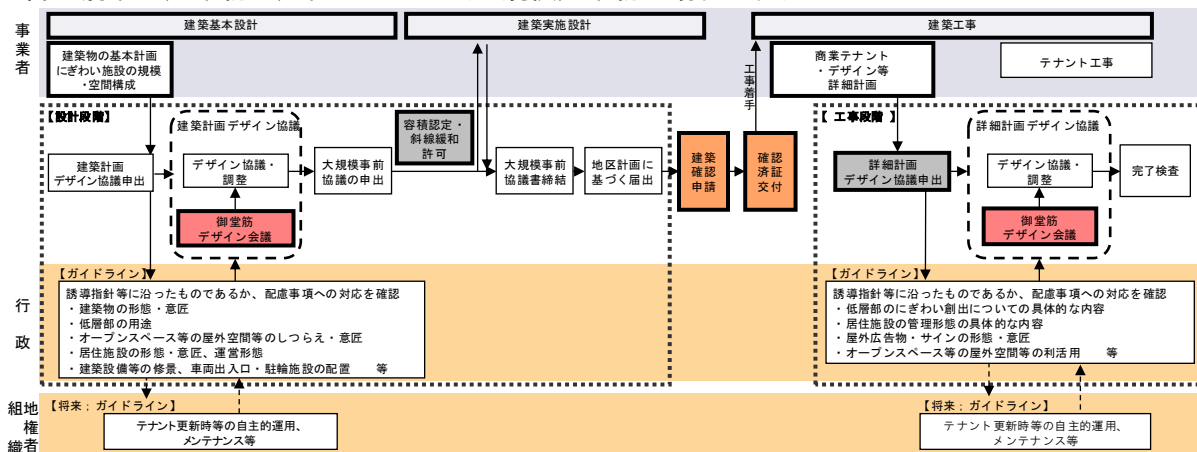 事
業
者
建築基本設計
建築実施設計
建築工事
建築物の基本計画
にぎわい施設の規模
・空間構成
商業テナント
・デザイン等
詳細計画
テナント工事
工事着手
【設計段階】
建築計画デザイン協議
建築計画
デザイン協議申出
デザイン協議・
調整
御堂筋
デザイン会議
大規模事前
協議の申出
容積認定・
斜線緩和
許可
大規模事前
協議書締結
地区計画に
基づく届出
建築
確認
申請
確認
済証
交付
【 工事段階 】
詳細計画デザイン協議
詳細計画
デザイン協議申出
デザイン協議・
調整
御堂筋
デザイン会議
完了検査
行
政
【ガイドライン】
誘導指針等に沿ったものであるか、配慮事項への対応を確認
・建築物の形態・意匠
・低層部の用途
・オープンスペース等の屋外空間等のしつらえ・意匠
・居住施設の形態・意匠、運営形態
・建築設備等の修景、車両出入口・駐輪施設の配置　等
【ガイドライン】
誘導指針等に沿ったものであるか、配慮事項への対応を確認
・低層部のにぎわい創出についての具体的な内容
・居住施設の管理形態の具体的な内容
・屋外広告物・サインの形態・意匠
・オープンスペース等の屋外空間等の利活用　等
地権者
組織
【将来：ガイドライン】
テナント更新時等の自主的運用、
メンテナンス等
【将来：ガイドライン】
テナント更新時等の自主的運用、
メンテナンス等